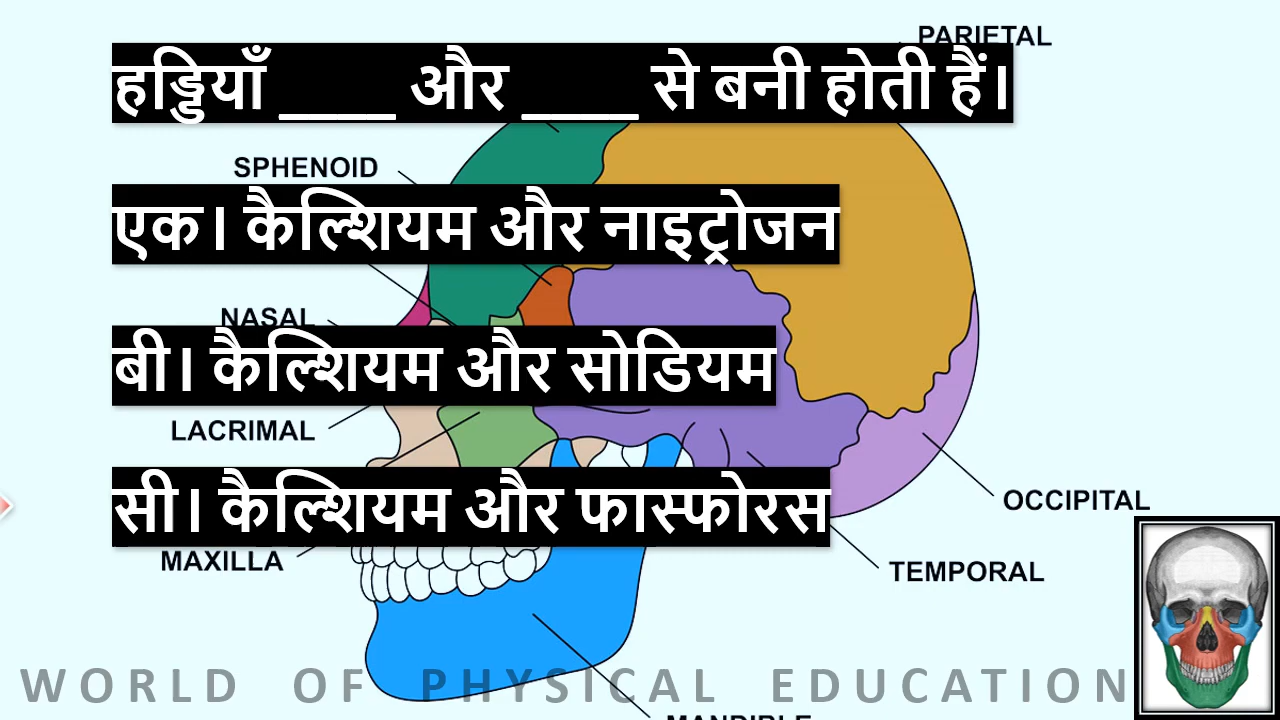 PARIETAL
हड्डियाँ ____ और ____ से बनी होती हैं।
SPHENOID
एक। कैल्शियम और नाइट्रोजन
NASAL
बी। कैल्शियम और सोडियम
LACRIMAL
सी। कैल्शियम और फास्फोरस
OCCIPITAL
MAXILLA
TEMPORAL
WORLD OF PHYSICAL EDUCATION
MANDIBLE